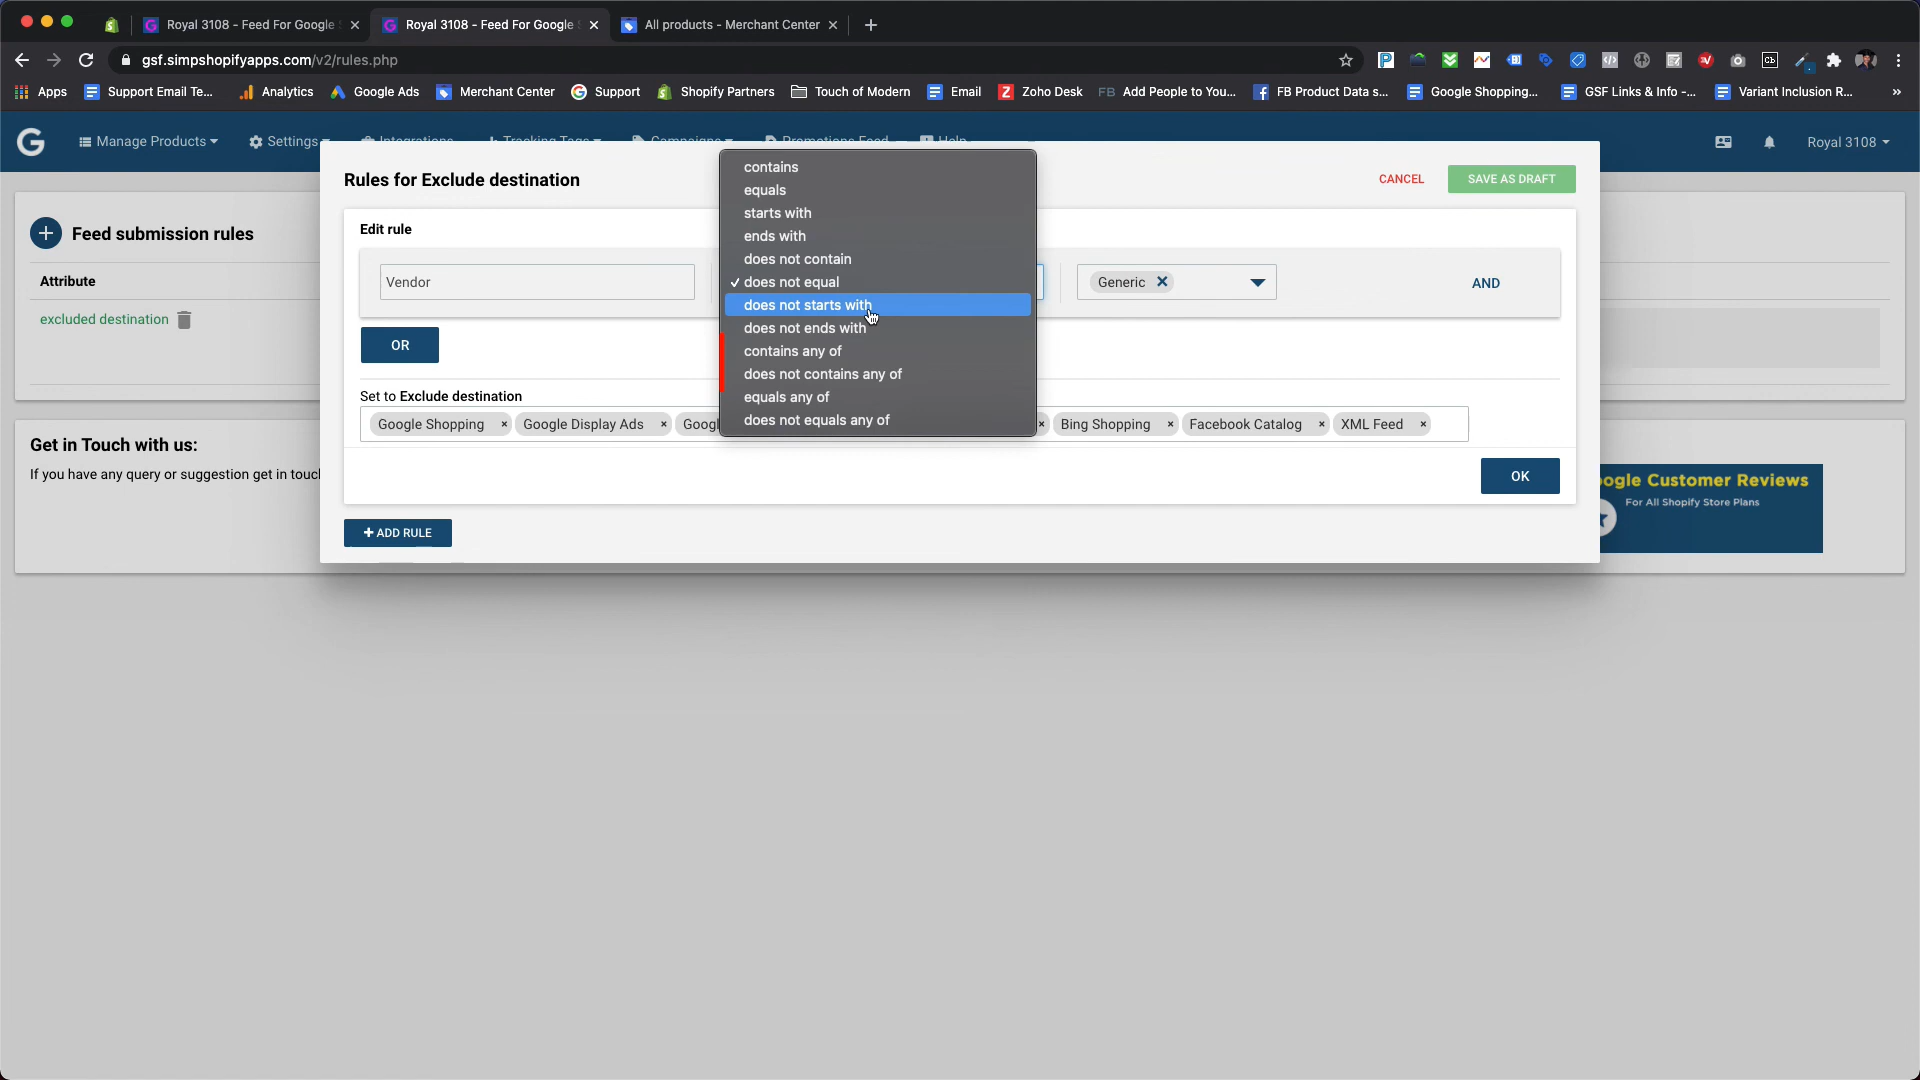 Royal 3108 - Feed For Google
Royal 3108 - Feed For Google
All products - Merchant Center
gsf.simpshopifyapps.com/v2/rules.php
Apps
Support Email Te...
Analytics
Google Ads
Merchant Center
Support
Shopify Partners
Touch of Modern
Email
Zoho Desk
FB Add People to You...
FB Product Data s...
Google Shopping...
GSF Links & Info -...
Variant Inclusion R...
»
Manage Products
Settings
Integrations
Tracking Tags
Campaigns
Promotions Feed
Help
Royal 3108
Rules for Exclude destination
CANCEL
SAVE AS DRAFT
Feed submission rules
Attribute
excluded destination
Edit rule
Vendor
contains
equals
starts with
ends with
does not contain
✓ does not equal
does not starts with
does not ends with
contains any of
does not contains any of
equals any of
does not equals any of
Generic
AND
OR
Set to Exclude destination
Google Shopping ×
Google Display Ads ×
Googl
×
Bing Shopping ×
Facebook Catalog ×
XML Feed ×
OK
+ ADD RULE
Get in Touch with us:
If you have any query or suggestion get in touc
ogle Customer Reviews
For All Shopify Store Plans